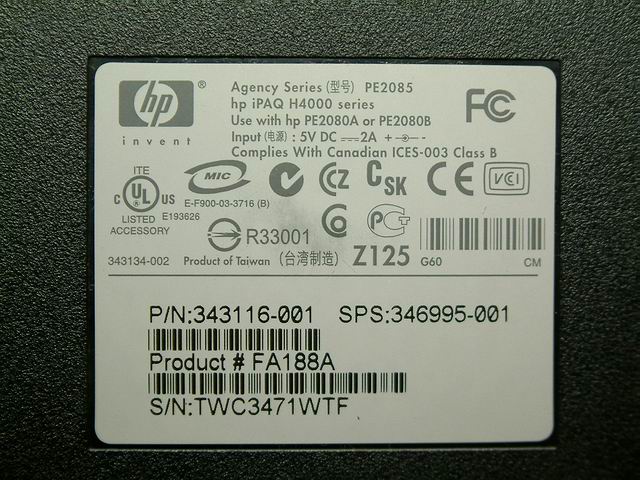 hp ®
invent
Agency Series (型号) PE2085
hp iPAQ H4000 series
Use with hp PE2080A or PE2080B
Input (电源) : 5V DC ⎓ 2A + -
Complies With Canadian ICES-003 Class B
FC
ITE
C UL US
LISTED E193626
ACCESSORY
MIC
E-F900-03-3716 (B)
CCZ
CSK
CE
VCI
R33001
PCT
343134-002 Product of Taiwan (台湾制造) Z125 G60 CM
P/N:343116-001 SPS:346995-001
Product # FA188A
S/N:TWC3471WTF